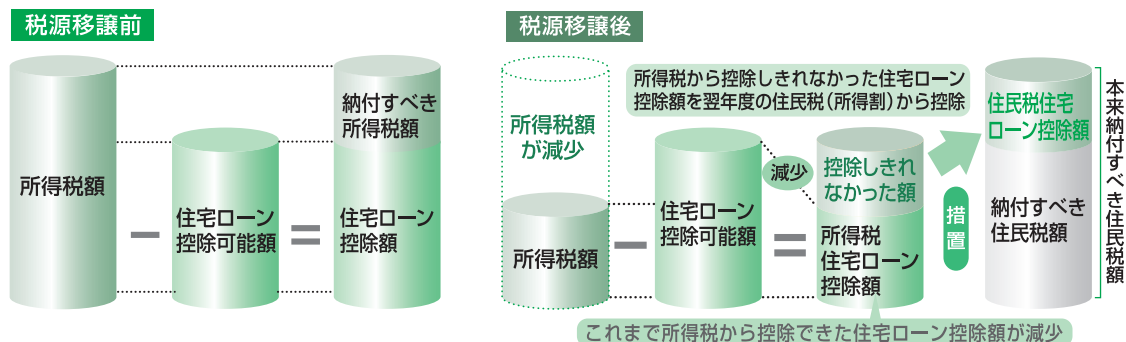 税源移譲前
所得税額
住宅ローン
控除可能額
納付すべき
所得税額
住宅ローン
控除額
税源移譲後
所得税額
が減少
所得税額
住宅ローン
控除可能額
所得税から控除しきれなかった住宅ローン
控除額を翌年度の住民税（所得割）から控除
減少
控除しきれ
なかった額
所得税
住宅ローン
控除額
措置
住民税住宅
ローン控除額
納付すべき
住民税額
本来納付すべき住民税額
これまで所得税から控除できた住宅ローン控除額が減少